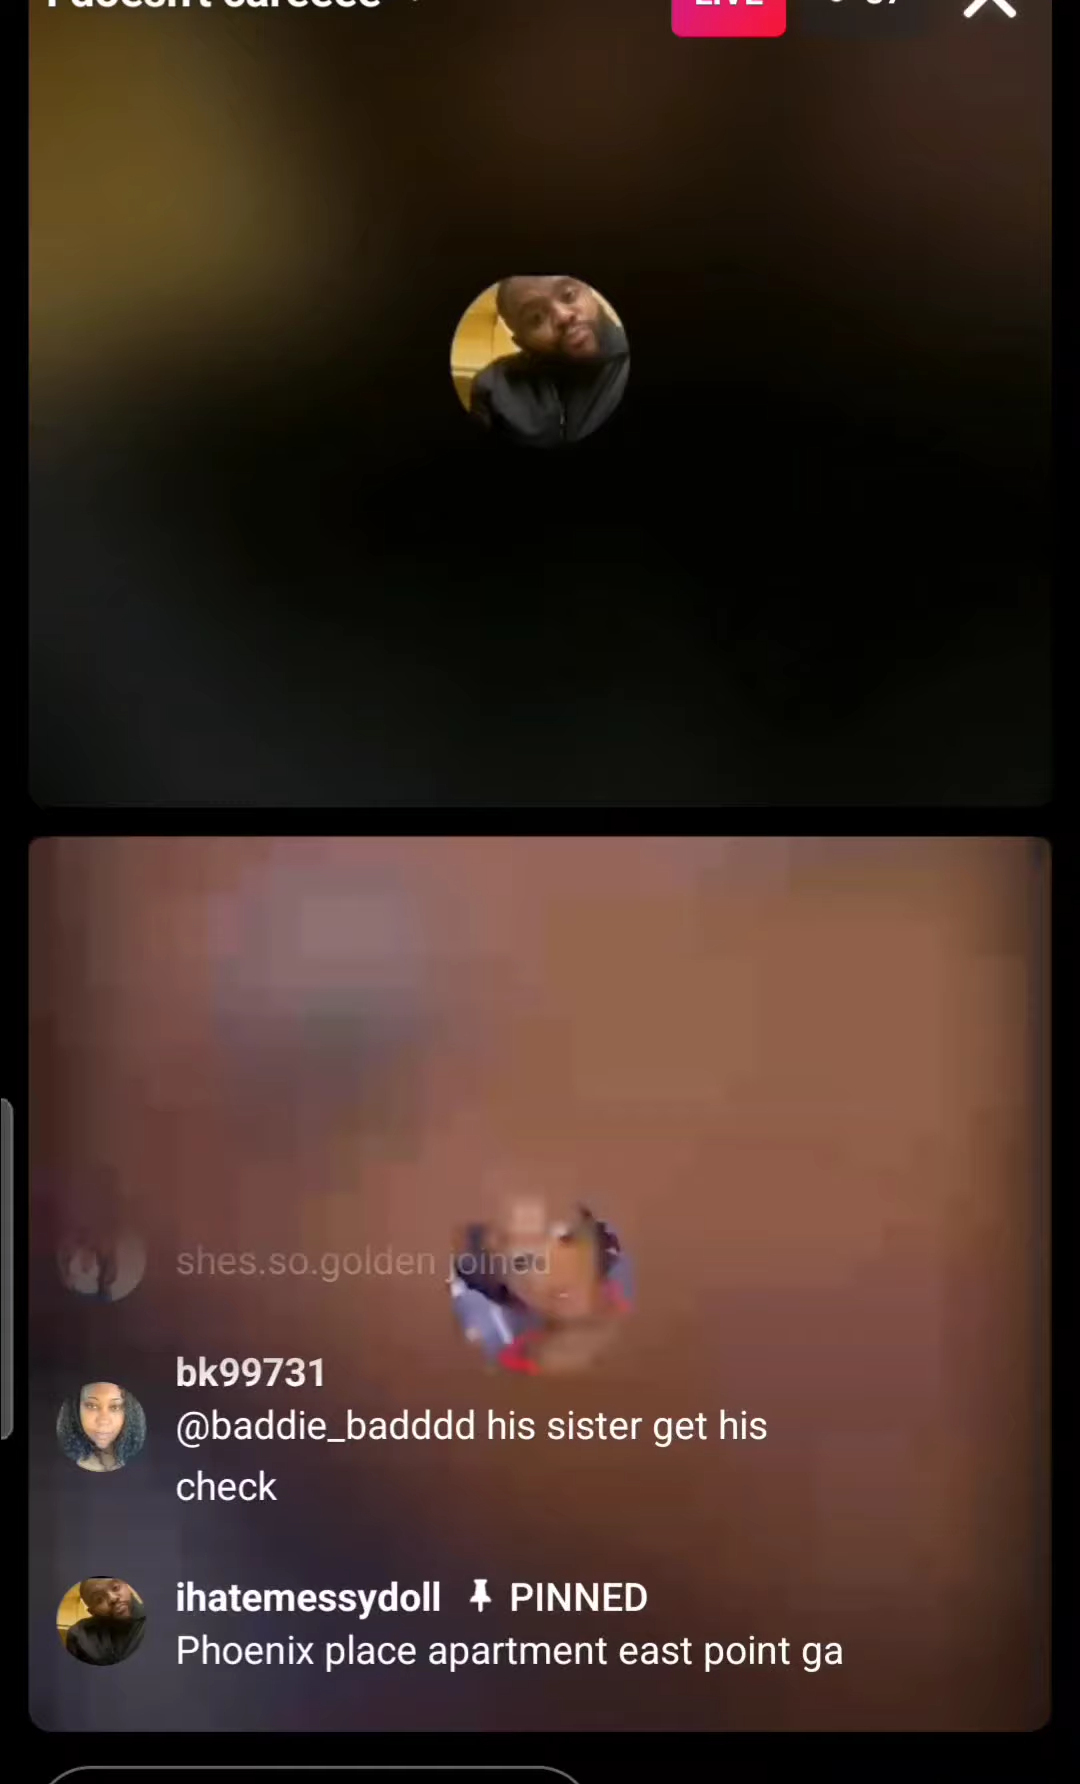 LIVE
shes.so.golden joined
bk99731
@baddie_badddd his sister get his
check
ihatemessydoll PINNED
Phoenix place apartment east point ga